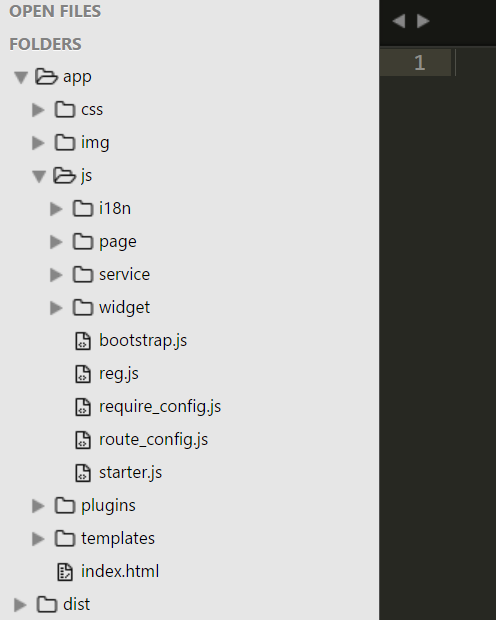 OPEN FILES
FOLDERS
1
app
css
img
js
i18n
page
service
widget
bootstrap.js
reg.js
require_config.js
route_config.js
starter.js
plugins
templates
index.html
dist